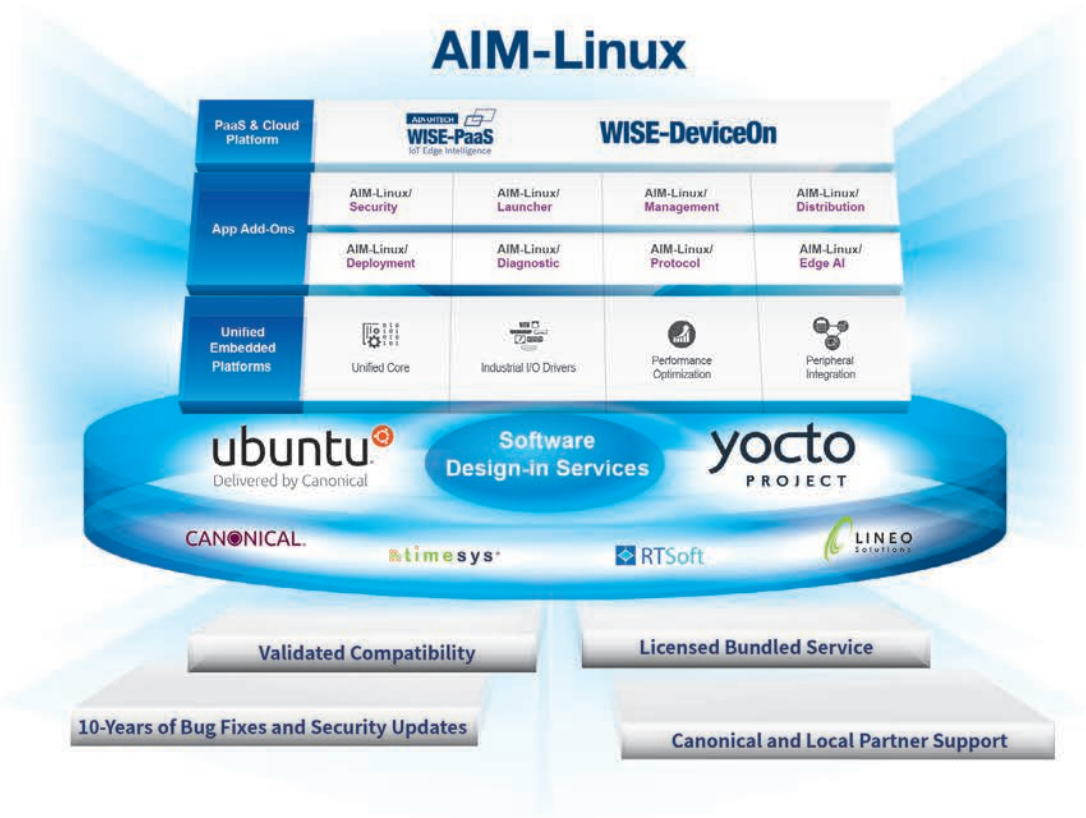 AIM-Linux
PaaS & Cloud
Platform
ADVANTECH
WISE-PaaS
IoT Edge Intelligence
WISE-DeviceOn
App Add-Ons
AIM-Linux/
Security
AIM-Linux/
Launcher
AIM-Linux/
Management
AIM-Linux/
Distribution
AIM-Linux/
Deployment
AIM-Linux/
Diagnostic
AIM-Linux/
Protocol
AIM-Linux/
Edge AI
Unified
Embedded
Platforms
Unified Core
Industrial I/O Drivers
Performance
Optimization
Peripheral
Integration
ubuntu
Delivered by Canonical
Software
Design-in Services
yocto
PROJECT
CANONICAL
timesys
RTSoft
LINEO
Solutions
Validated Compatibility
Licensed Bundled Service
10-Years of Bug Fixes and Security Updates
Canonical and Local Partner Support